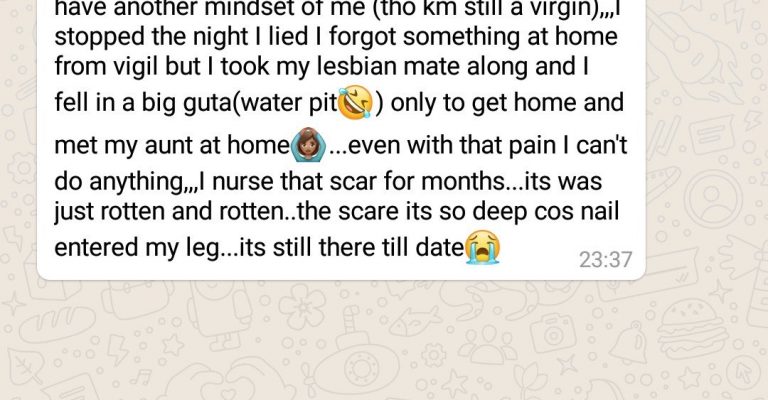 have another mindset of me (tho km still a virgin),,,I
stopped the night I lied I forgot something at home
from vigil but I took my lesbian mate along and I
fell in a big guta(water pit🤣) only to get home and
met my aunt at home🙆🏽‍♀️...even with that pain I can't
do anything,,,I nurse that scar for months...its was
just rotten and rotten..the scare its so deep cos nail
entered my leg...its still there till date😭
23:37